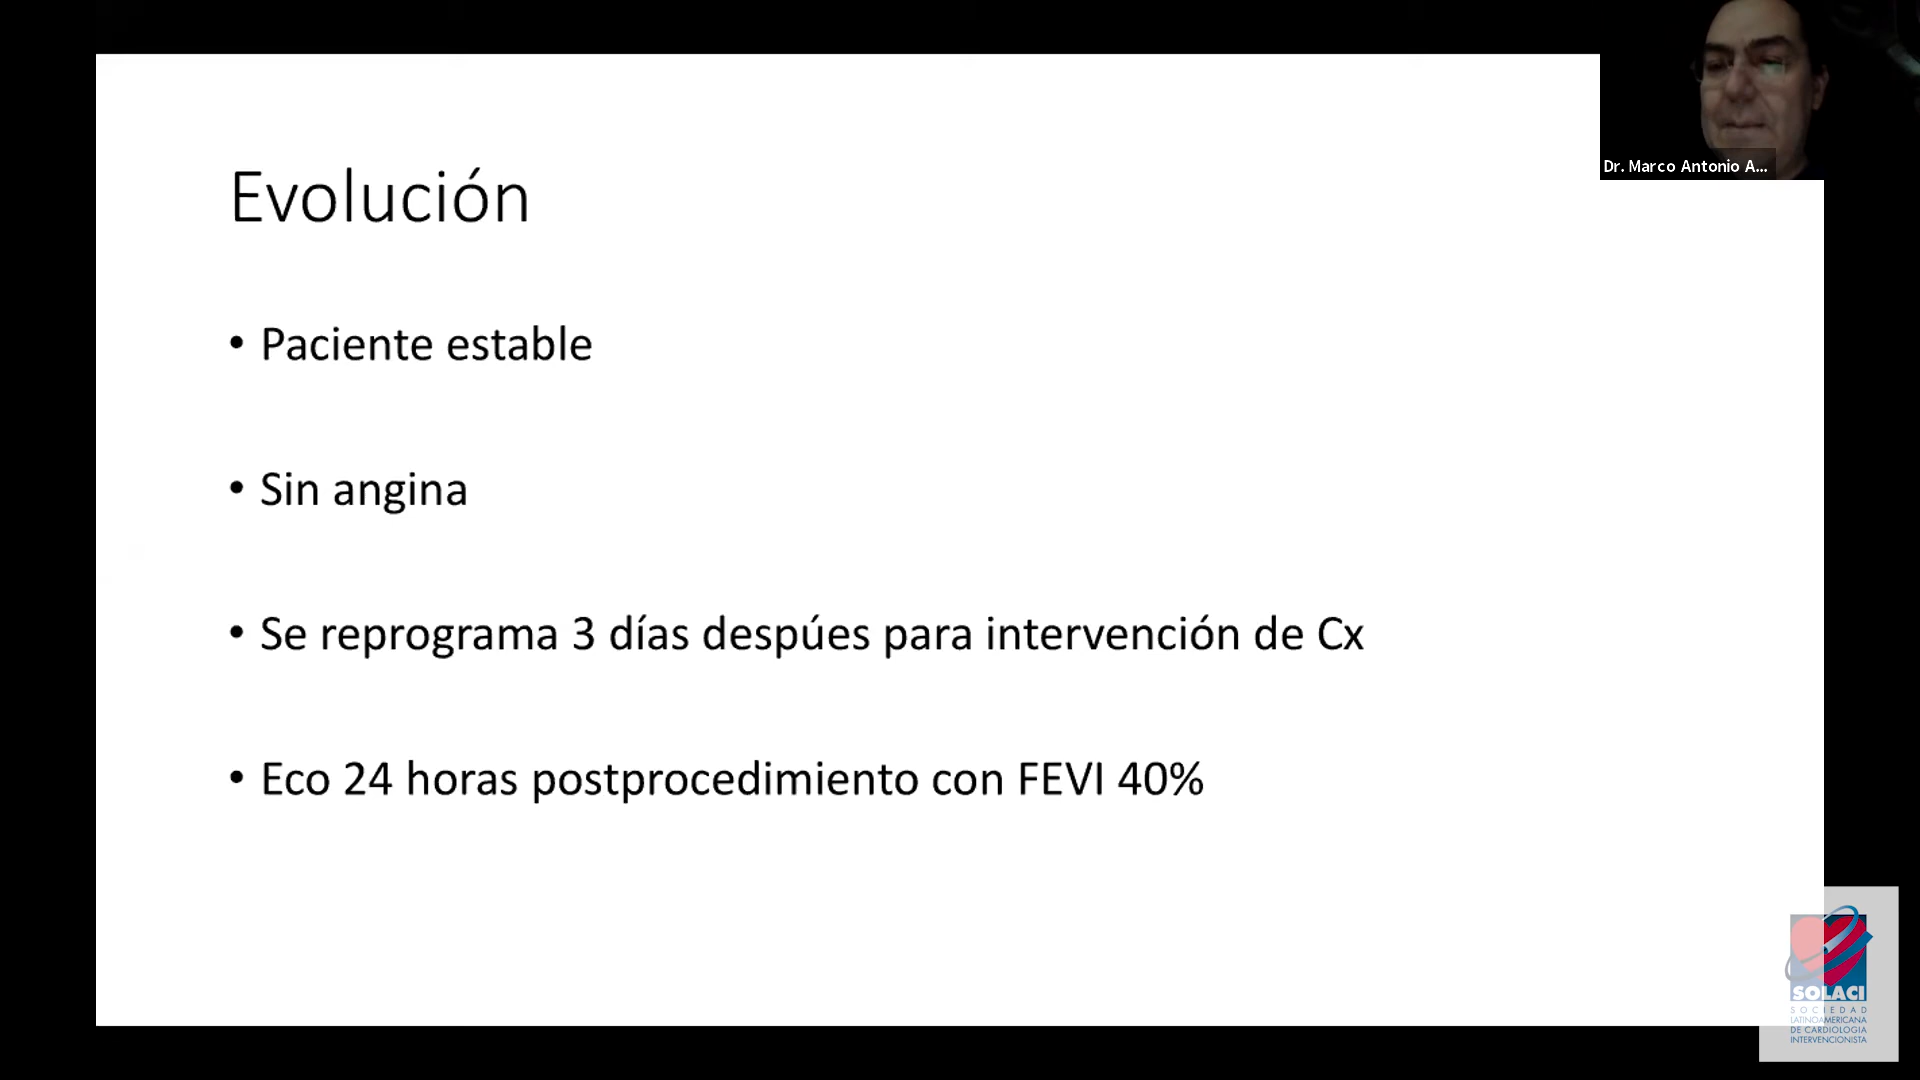 Dr. Marco Antonio A...
Evolución
• Paciente estable
• Sin angina
• Se reprograma 3 días despúes para intervención de Cx
• Eco 24 horas postprocedimiento con FEVI 40%
SOLACI
SOCIEDAD
LATINOAMERICANA
DE CARDIOLOGIA
INTERVENCIONISTA